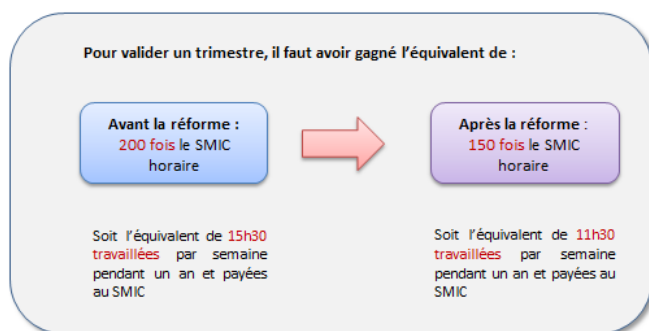 Pour valider un trimestre, il faut avoir gagné l'équivalent de :
Avant la réforme :
200 fois le SMIC
horaire
Après la réforme :
150 fois le SMIC
horaire
Soit l'équivalent de 15h30
travaillées par semaine
pendant un an et payées
au SMIC
Soit l'équivalent de 11h30
travaillées par semaine
pendant un an et payées au
SMIC